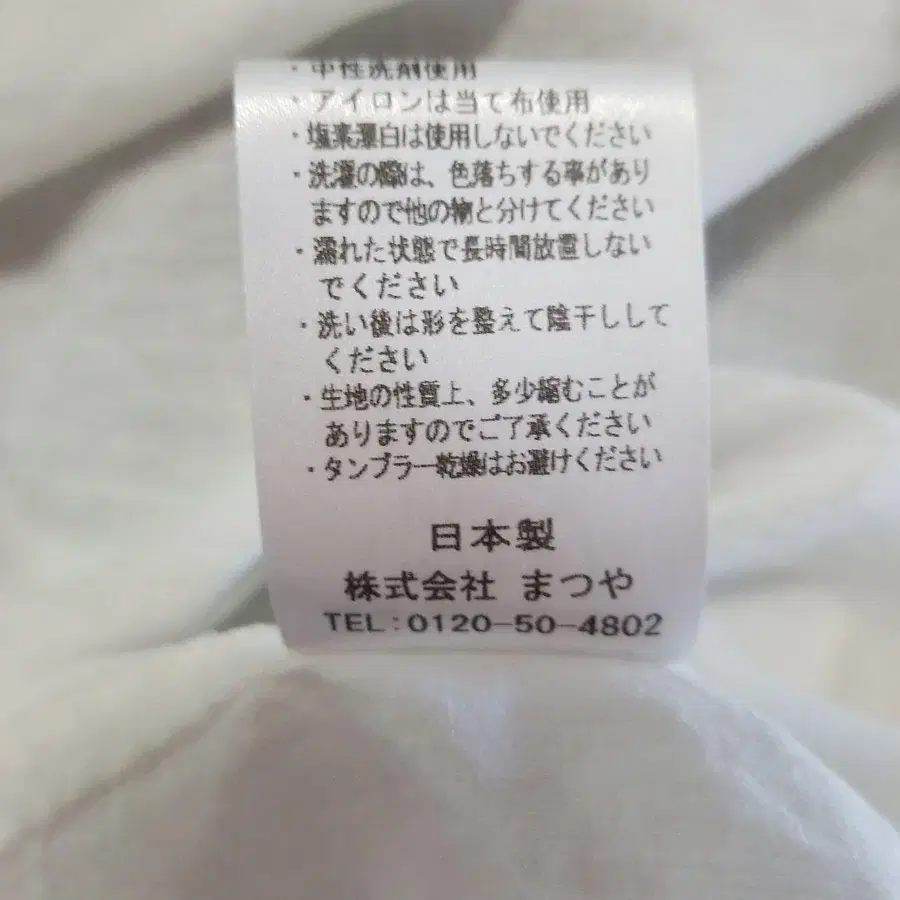 ・中性洗剤使用
・アイロンは当て布使用
・塩素漂白は使用しないでください
・洗濯の際は、色落ちする事があり
ますので他の物と分けてください
・濡れた状態で長時間放置しない
でください
・洗い後は形を整えて陰干しして
ください
・生地の性質上、多少縮むことが
ありますのでご了承ください
・タンブラー乾燥はお避けください
日本製
株式会社 まつや
TEL:0120-50-4802